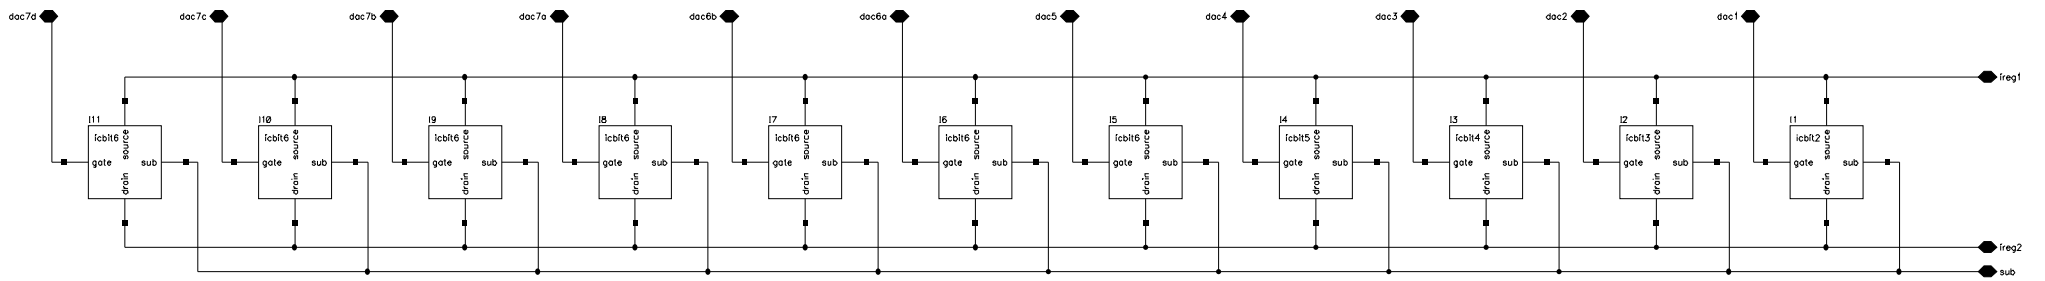 dac7d dac7c dac7b dac7a dac6b dac6a dac5 dac4 dac3 dac2 dac1
ireg1
I11 I10 I9 I8 I7 I6 I5 I4 I3 I2 I1
icbit6 source icbit6 source icbit6 source icbit6 source icbit6 source icbit6 source icbit6 source icbit5 source icbit4 source icbit3 source icbit2 source
gate sub gate sub gate sub gate sub gate sub gate sub gate sub gate sub gate sub gate sub gate sub
drain drain drain drain drain drain drain drain drain drain drain
ireg2
sub